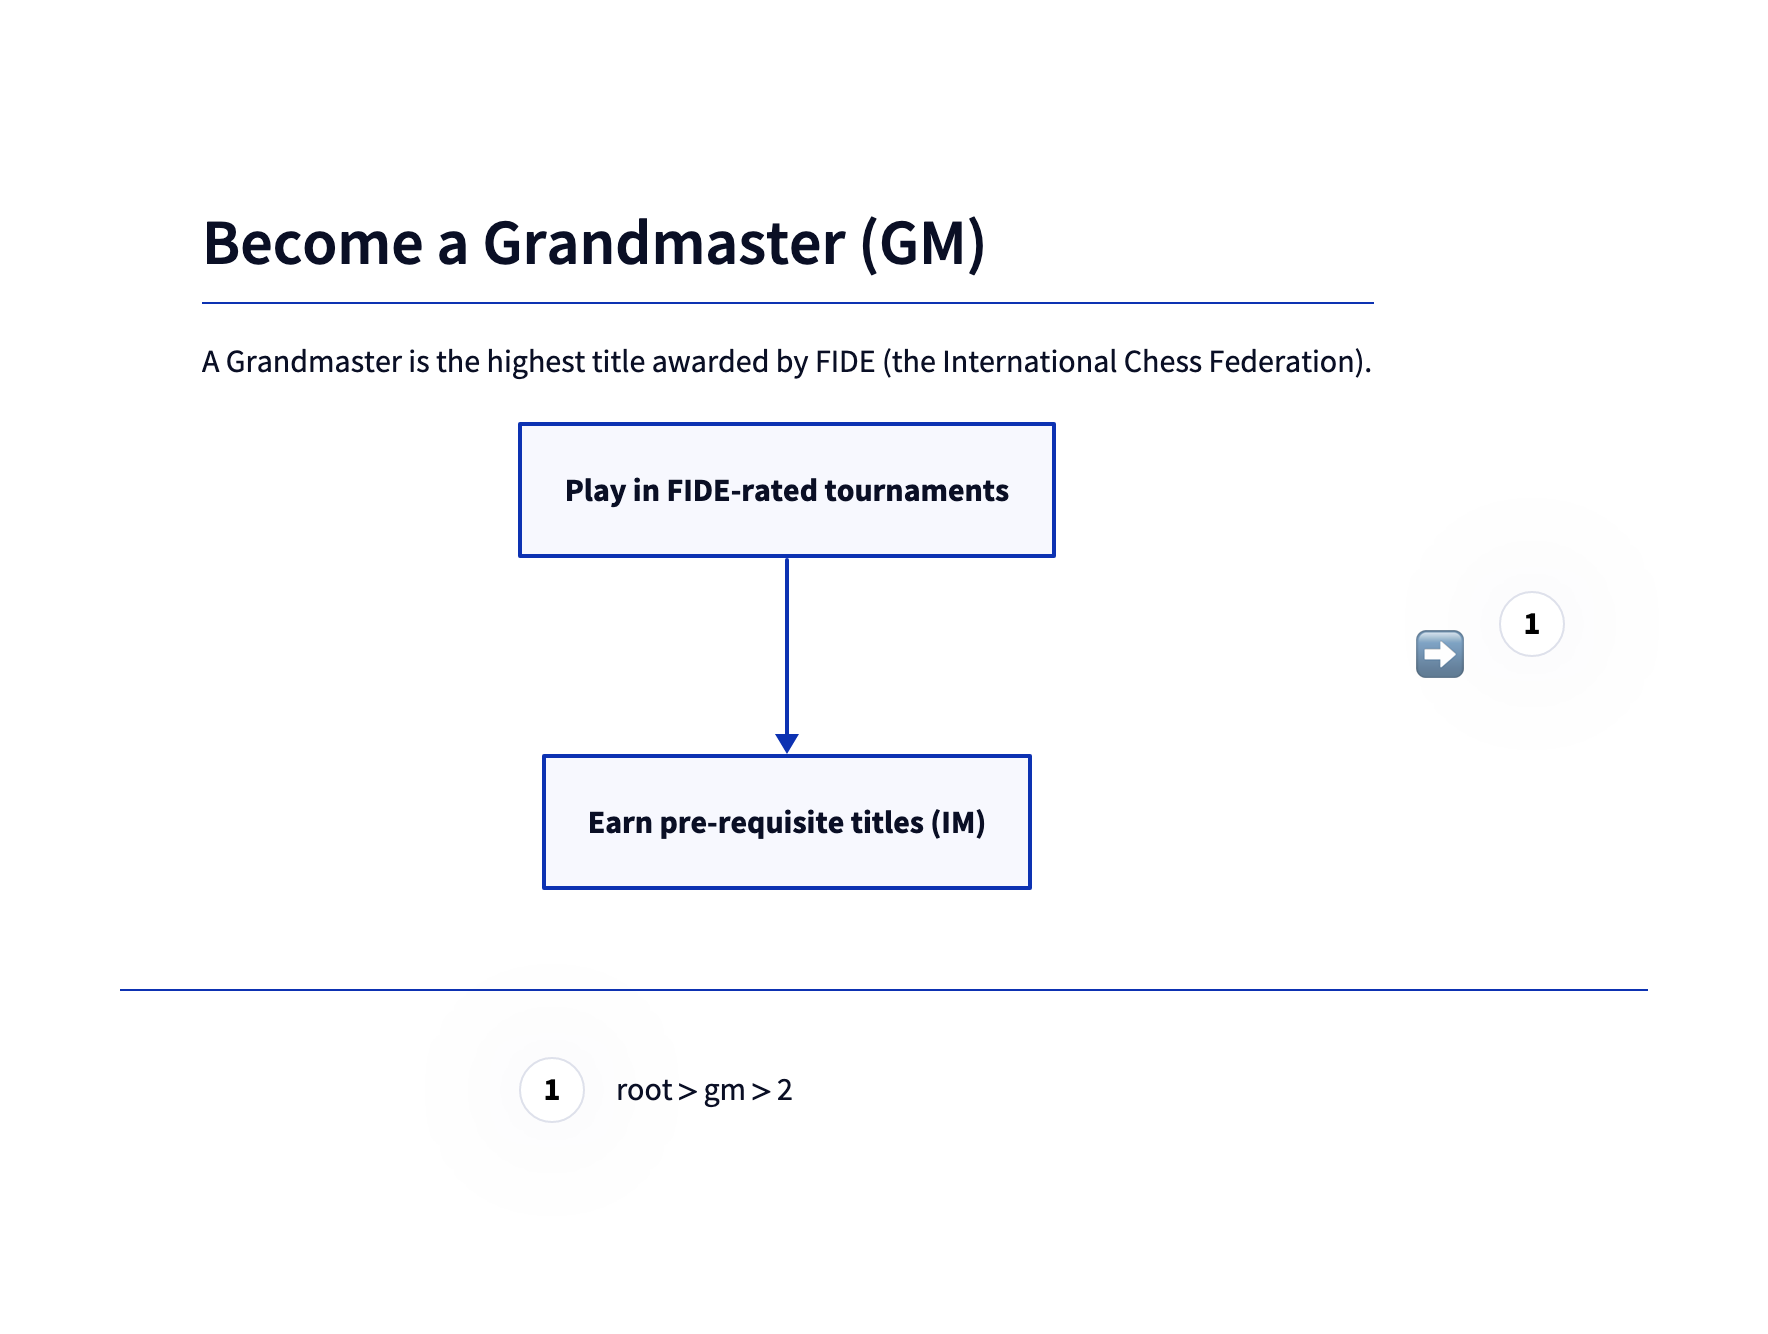 Become a Grandmaster (GM)
A Grandmaster is the highest title awarded by FIDE (the International Chess Federation).
Play in FIDE-rated tournaments
1
Earn pre-requisite titles (IM)
1 root > gm > 2